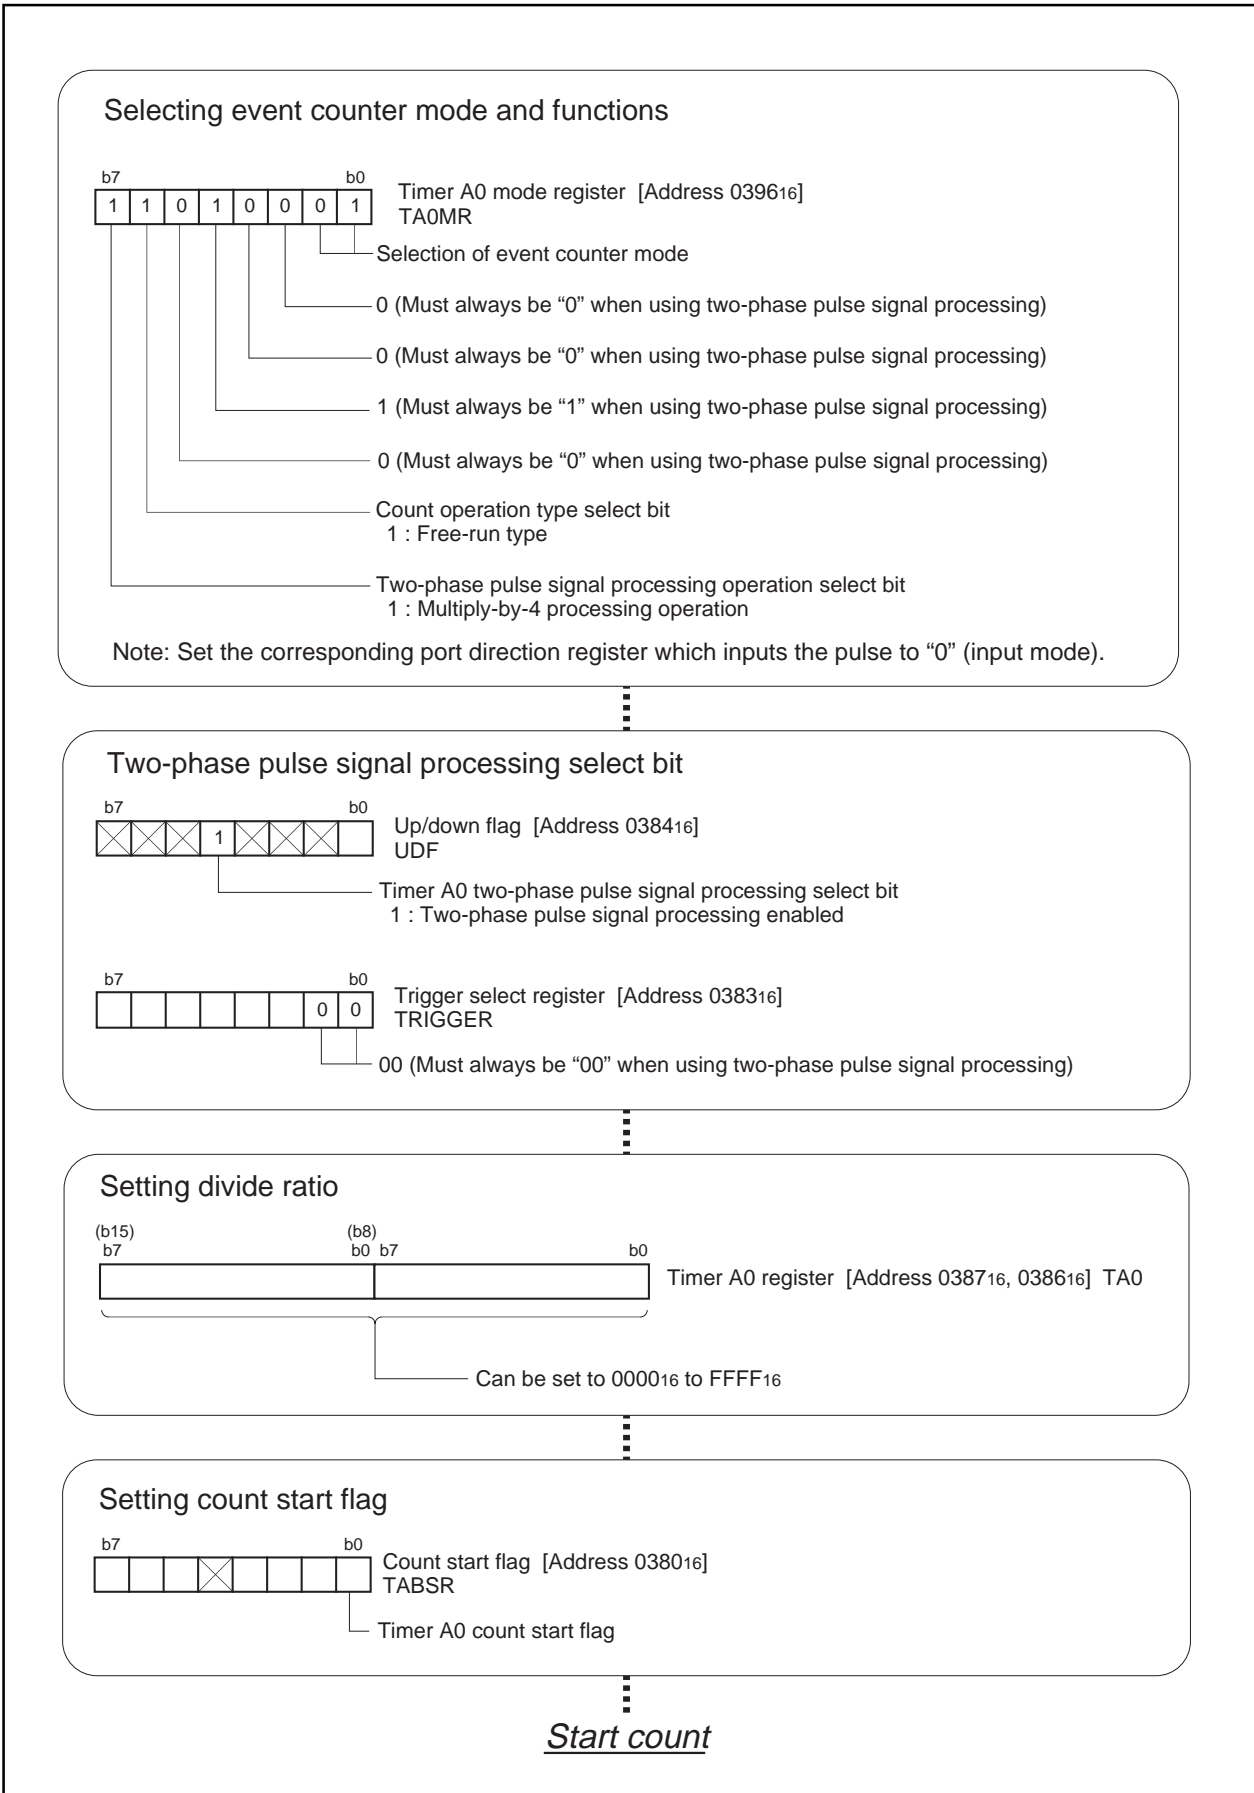 Selecting event counter mode and functions
b7 b0
1 1 0 1 0 0 0 1
Timer A0 mode register [Address 039616]
TA0MR
Selection of event counter mode
0 (Must always be “0” when using two-phase pulse signal processing)
0 (Must always be “0” when using two-phase pulse signal processing)
1 (Must always be “1” when using two-phase pulse signal processing)
0 (Must always be “0” when using two-phase pulse signal processing)
Count operation type select bit
1 : Free-run type
Two-phase pulse signal processing operation select bit
1 : Multiply-by-4 processing operation
Note: Set the corresponding port direction register which inputs the pulse to “0” (input mode).
Two-phase pulse signal processing select bit
b7 b0
1
Up/down flag [Address 038416]
UDF
Timer A0 two-phase pulse signal processing select bit
1 : Two-phase pulse signal processing enabled
b7 b0
0 0
Trigger select register [Address 038316]
TRIGGER
00 (Must always be “00” when using two-phase pulse signal processing)
Setting divide ratio
(b15) (b8)
b7 b0 b7 b0
Timer A0 register [Address 038716, 038616] TA0
Can be set to 000016 to FFFF16
Setting count start flag
b7 b0
Count start flag [Address 038016]
TABSR
Timer A0 count start flag
Start count